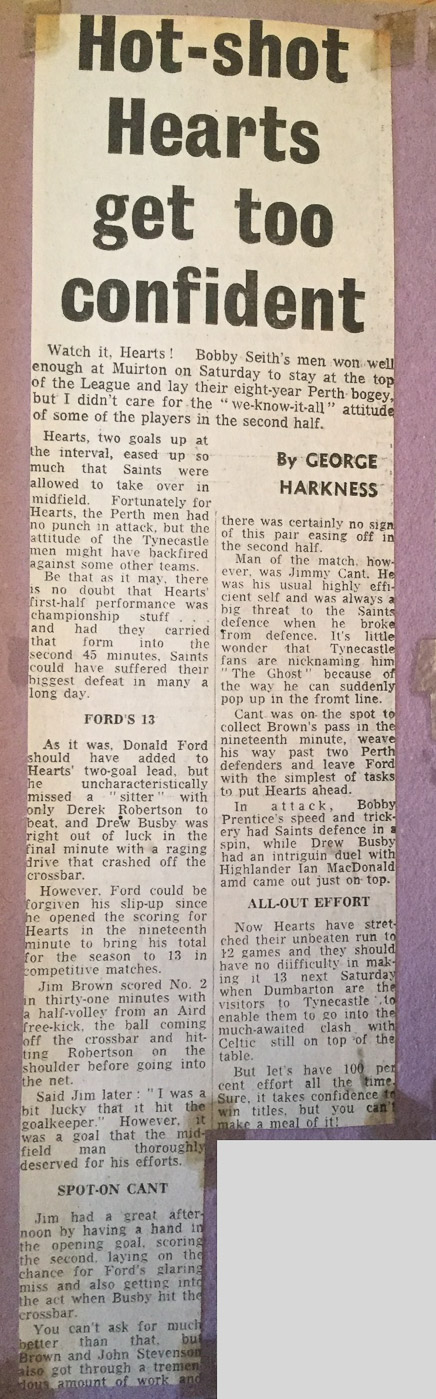 Hot-shot
Hearts
get too
confident
Watch it, Hearts! Bobby Seith's men won well
enough at Muirton on Saturday to stay at the top
of the League and lay their eight-year Perth bogey,
but I didn't care for the "we-know-it-all" attitude
of some of the players in the second half.
Hearts, two goals up at
the interval, eased up so
much that Saints were
allowed to take over in
midfield. Fortunately for
Hearts, the Perth men had
no punch in attack, but the
attitude of the Tynecastle
men might have backfired
against some other teams.
Be that as it may, there
is no doubt that Hearts'
first-half performance was
championship stuff . . .
and had they carried
that form into the
second 45 minutes, Saints
could have suffered their
biggest defeat in many a
long day.
FORD'S 13
As it was, Donald Ford
should have added to
Hearts' two-goal lead, but
he uncharacteristically
missed a "sitter" with
only Derek Robertson to
beat, and Drew Busby was
right out of luck in the
final minute with a raging
drive that crashed off the
crossbar.
However, Ford could be
forgiven his slip-up since
he opened the scoring for
Hearts in the nineteenth
minute to bring his total
for the season to 13 in
competitive matches.
Jim Brown scored No. 2
in thirty-one minutes with
a half-volley from an Aird
free-kick, the ball coming
off the crossbar and hit-
ting Robertson on the
shoulder before going into
the net.
Said Jim later: "I was a
bit lucky that it hit the
goalkeeper." However, it
was a goal that the mid-
field man thoroughly
deserved for his efforts.
SPOT-ON CANT
Jim had a great after-
noon by having a hand in
the opening goal, scoring
the second, laying on the
chance for Ford's glaring
miss and also getting into
the act when Busby hit the
crossbar.
You can't ask for much
better than that, but
Brown and John Stevenson
also got through a tremen-
dous amount of work and
By GEORGE
HARKNESS
there was certainly no sign
of this pair easing off in
the second half.
Man of the match, how-
ever, was Jimmy Cant. He
was his usual highly effi-
cient self and was always a
big threat to the Saints
defence when he broke
from defence. It's little
wonder that Tynecastle
fans are nicknaming him
"The Ghost" because of
the way he can suddenly
pop up in the fromt line.
Cant was on the spot to
collect Brown's pass in the
nineteenth minute, weave
his way past two Perth
defenders and leave Ford
with the simplest of tasks
to put Hearts ahead.
In attack, Bobby
Prentice's speed and trick-
ery had Saints defence in a
spin, while Drew Busby
had an intriguin duel with
Highlander Ian MacDonald
amd came out just on top.
ALL-OUT EFFORT
Now Hearts have stret-
ched their unbeaten run to
12 games and they should
have no diifficulty in mak-
ing it 13 next Saturday
when Dumbarton are the
visitors to Tynecastle to
enable them to go into the
much-awaited clash with
Celtic still on top of the
table.
But let's have 100 per
cent effort all the time.
Sure, it takes confidence to
win titles, but you can't
make a meal of it!